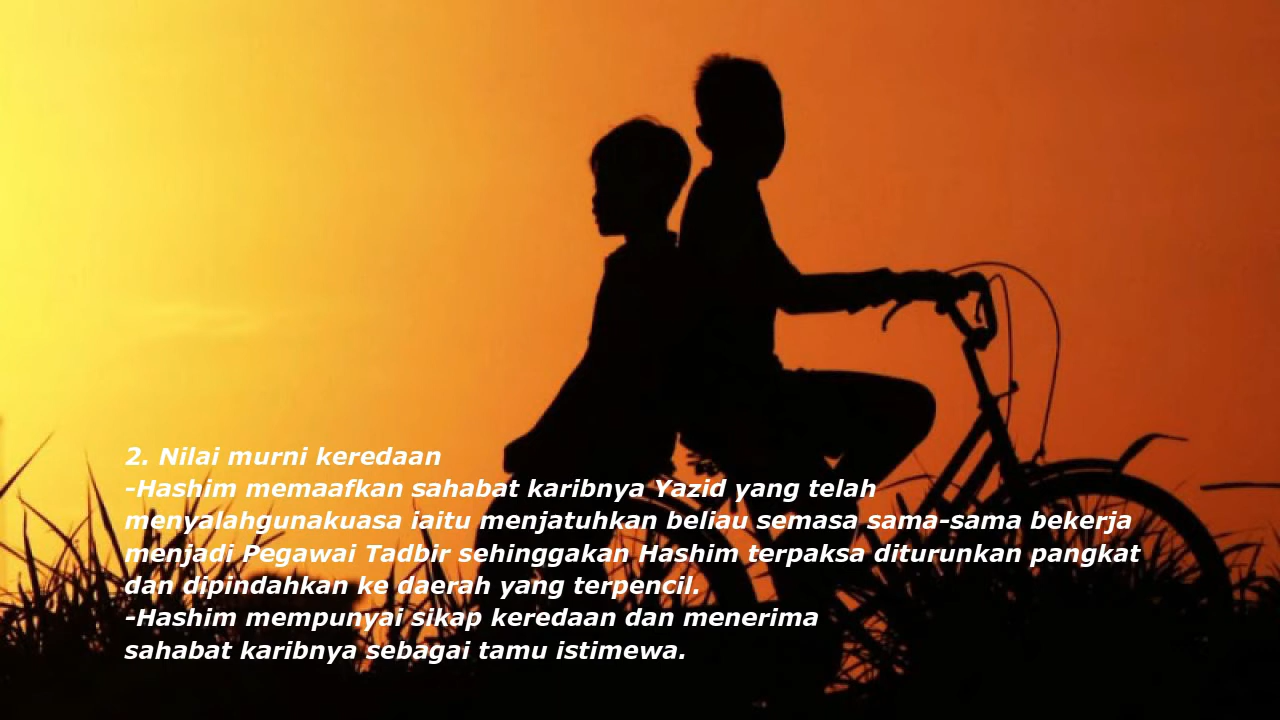 2. Nilai murni keredaan
-Hashim memaafkan sahabat karibnya Yazid yang telah
menyalahgunakuasa iaitu menjatuhkan beliau semasa sama-sama bekerja
menjadi Pegawai Tadbir sehinggakan Hashim terpaksa diturunkan pangkat
dan dipindahkan ke daerah yang terpencil.
-Hashim mempunyai sikap keredaan dan menerima
sahabat karibnya sebagai tamu istimewa.